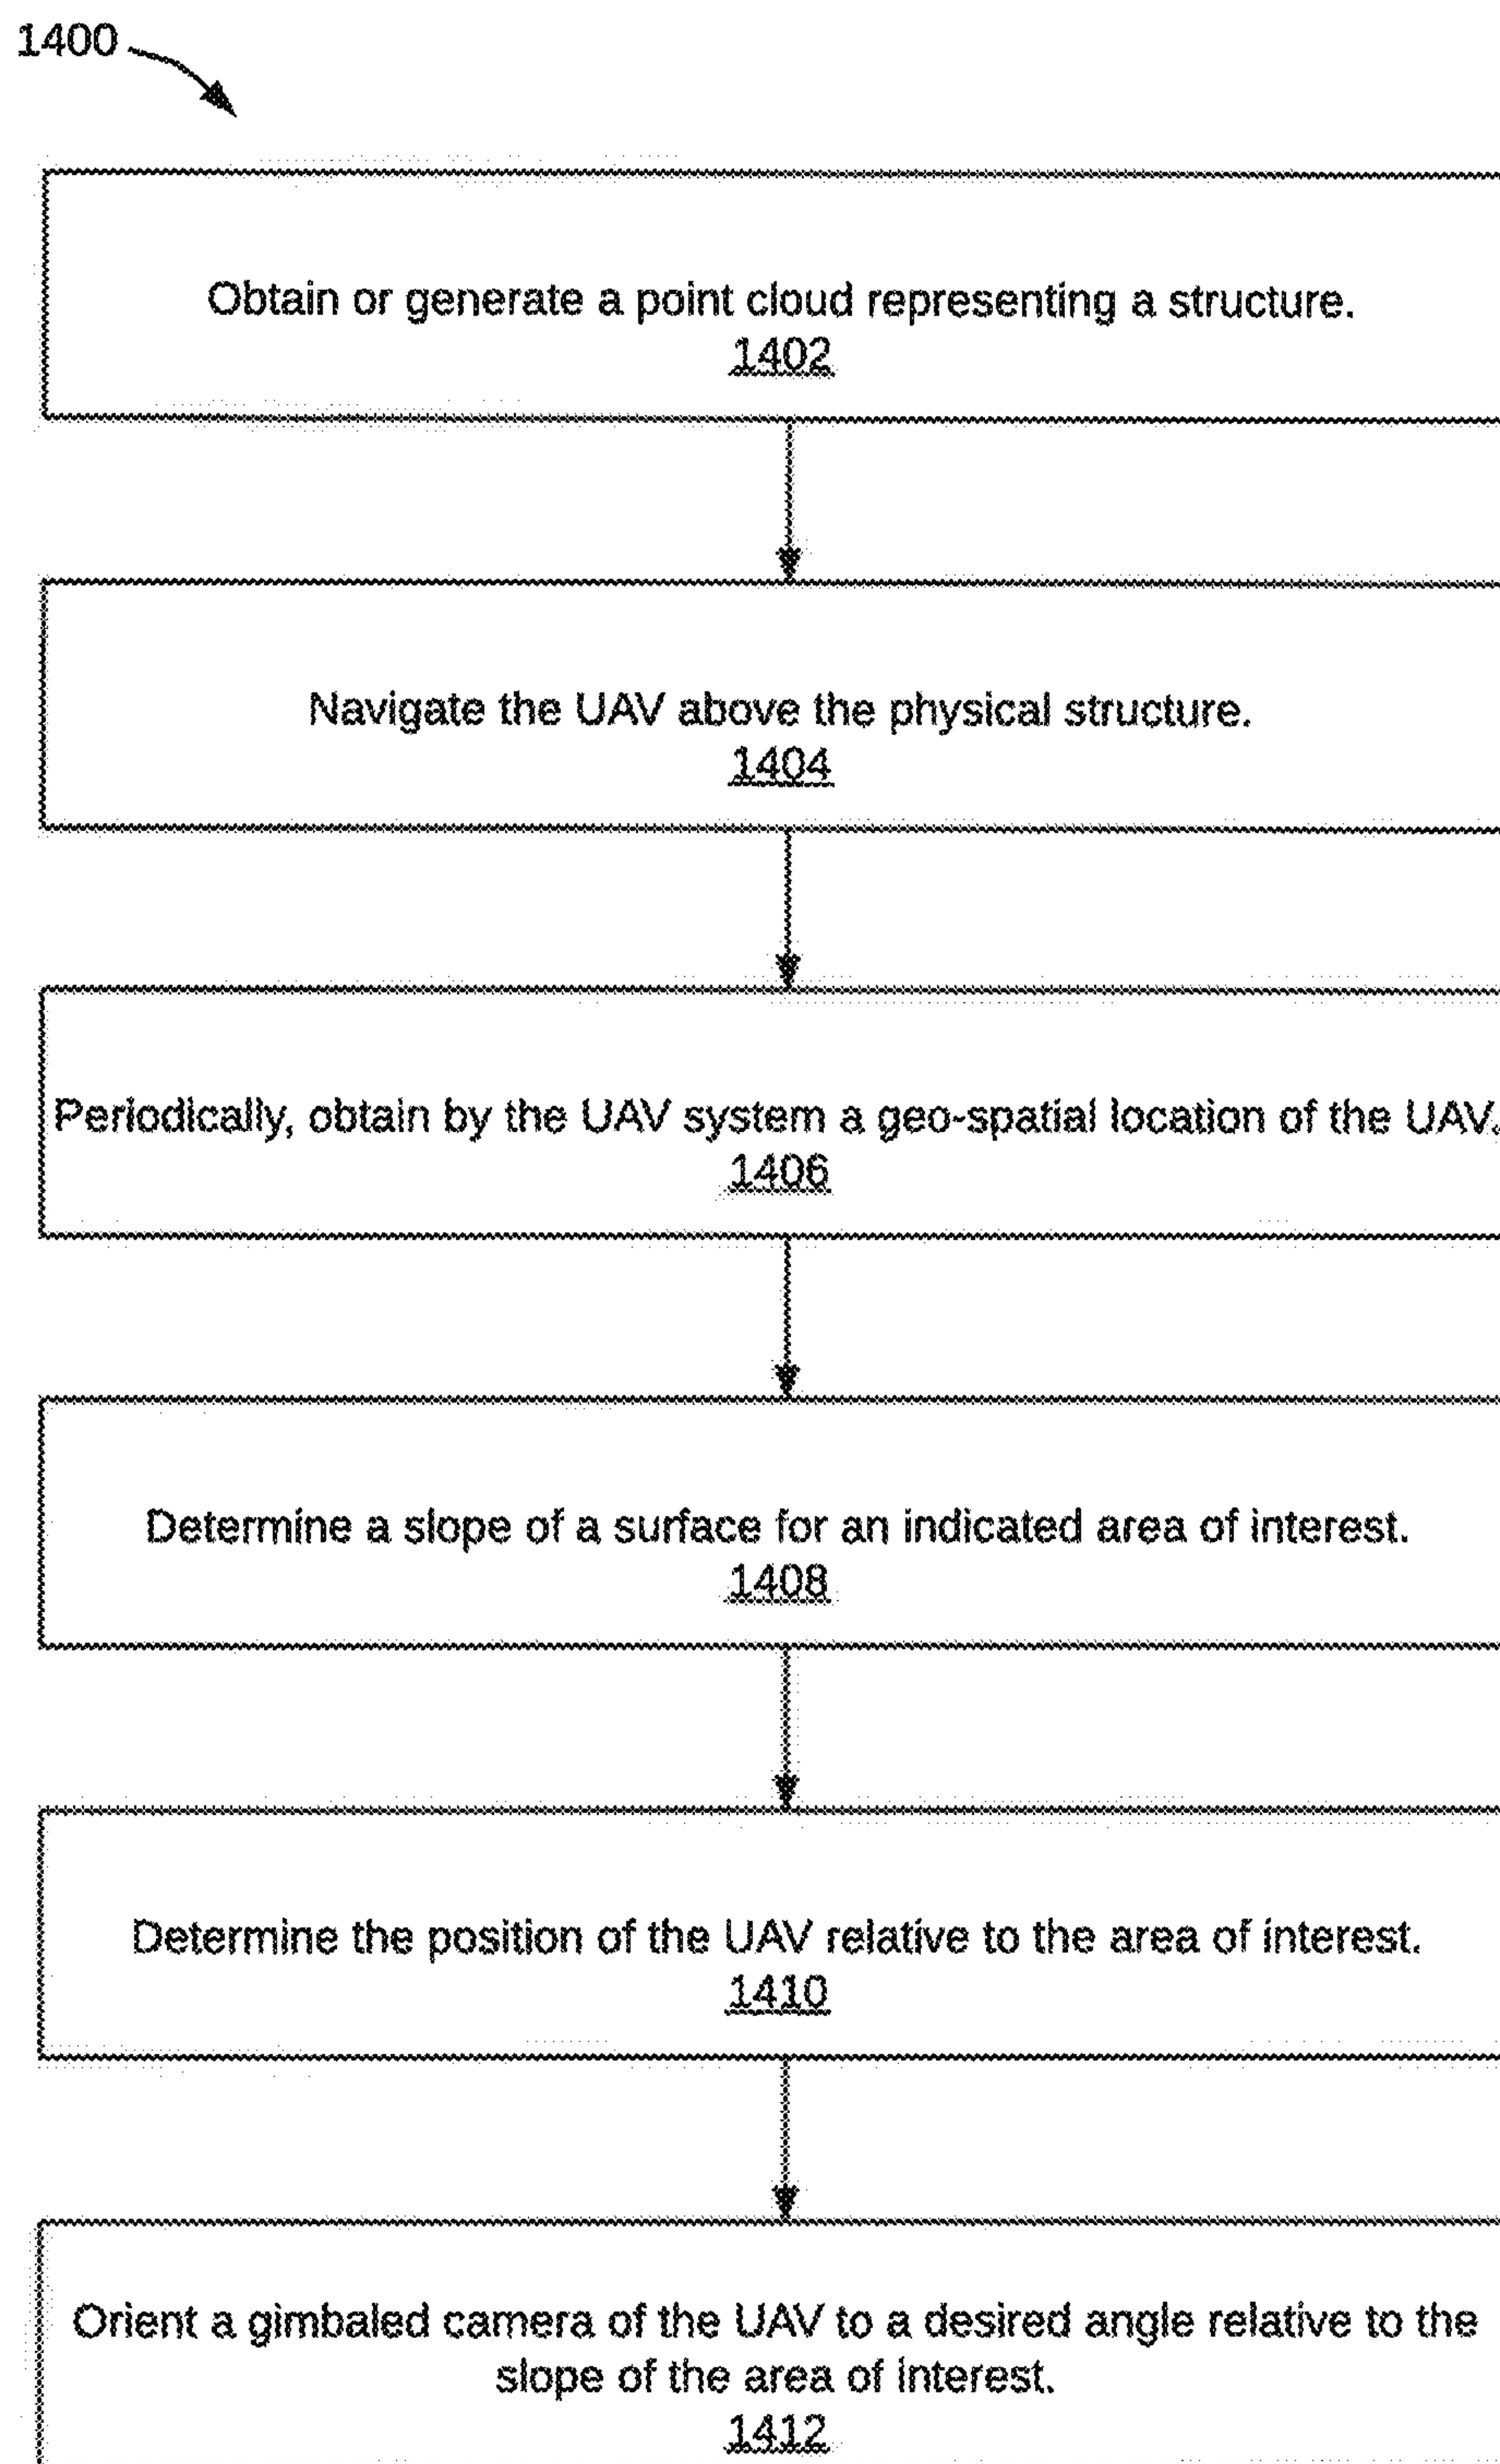 1400
Obtain or generate a point cloud representing a structure.
1402
Navigate the UAV above the physical structure.
1404
Periodically, obtain by the UAV system a geo-spatial location of the UAV.
1406
Determine a slope of a surface for an indicated area of interest.
1408
Determine the position of the UAV relative to the area of interest.
1410
Orient a gimbaled camera of the UAV to a desired angle relative to the
slope of the area of interest.
1412